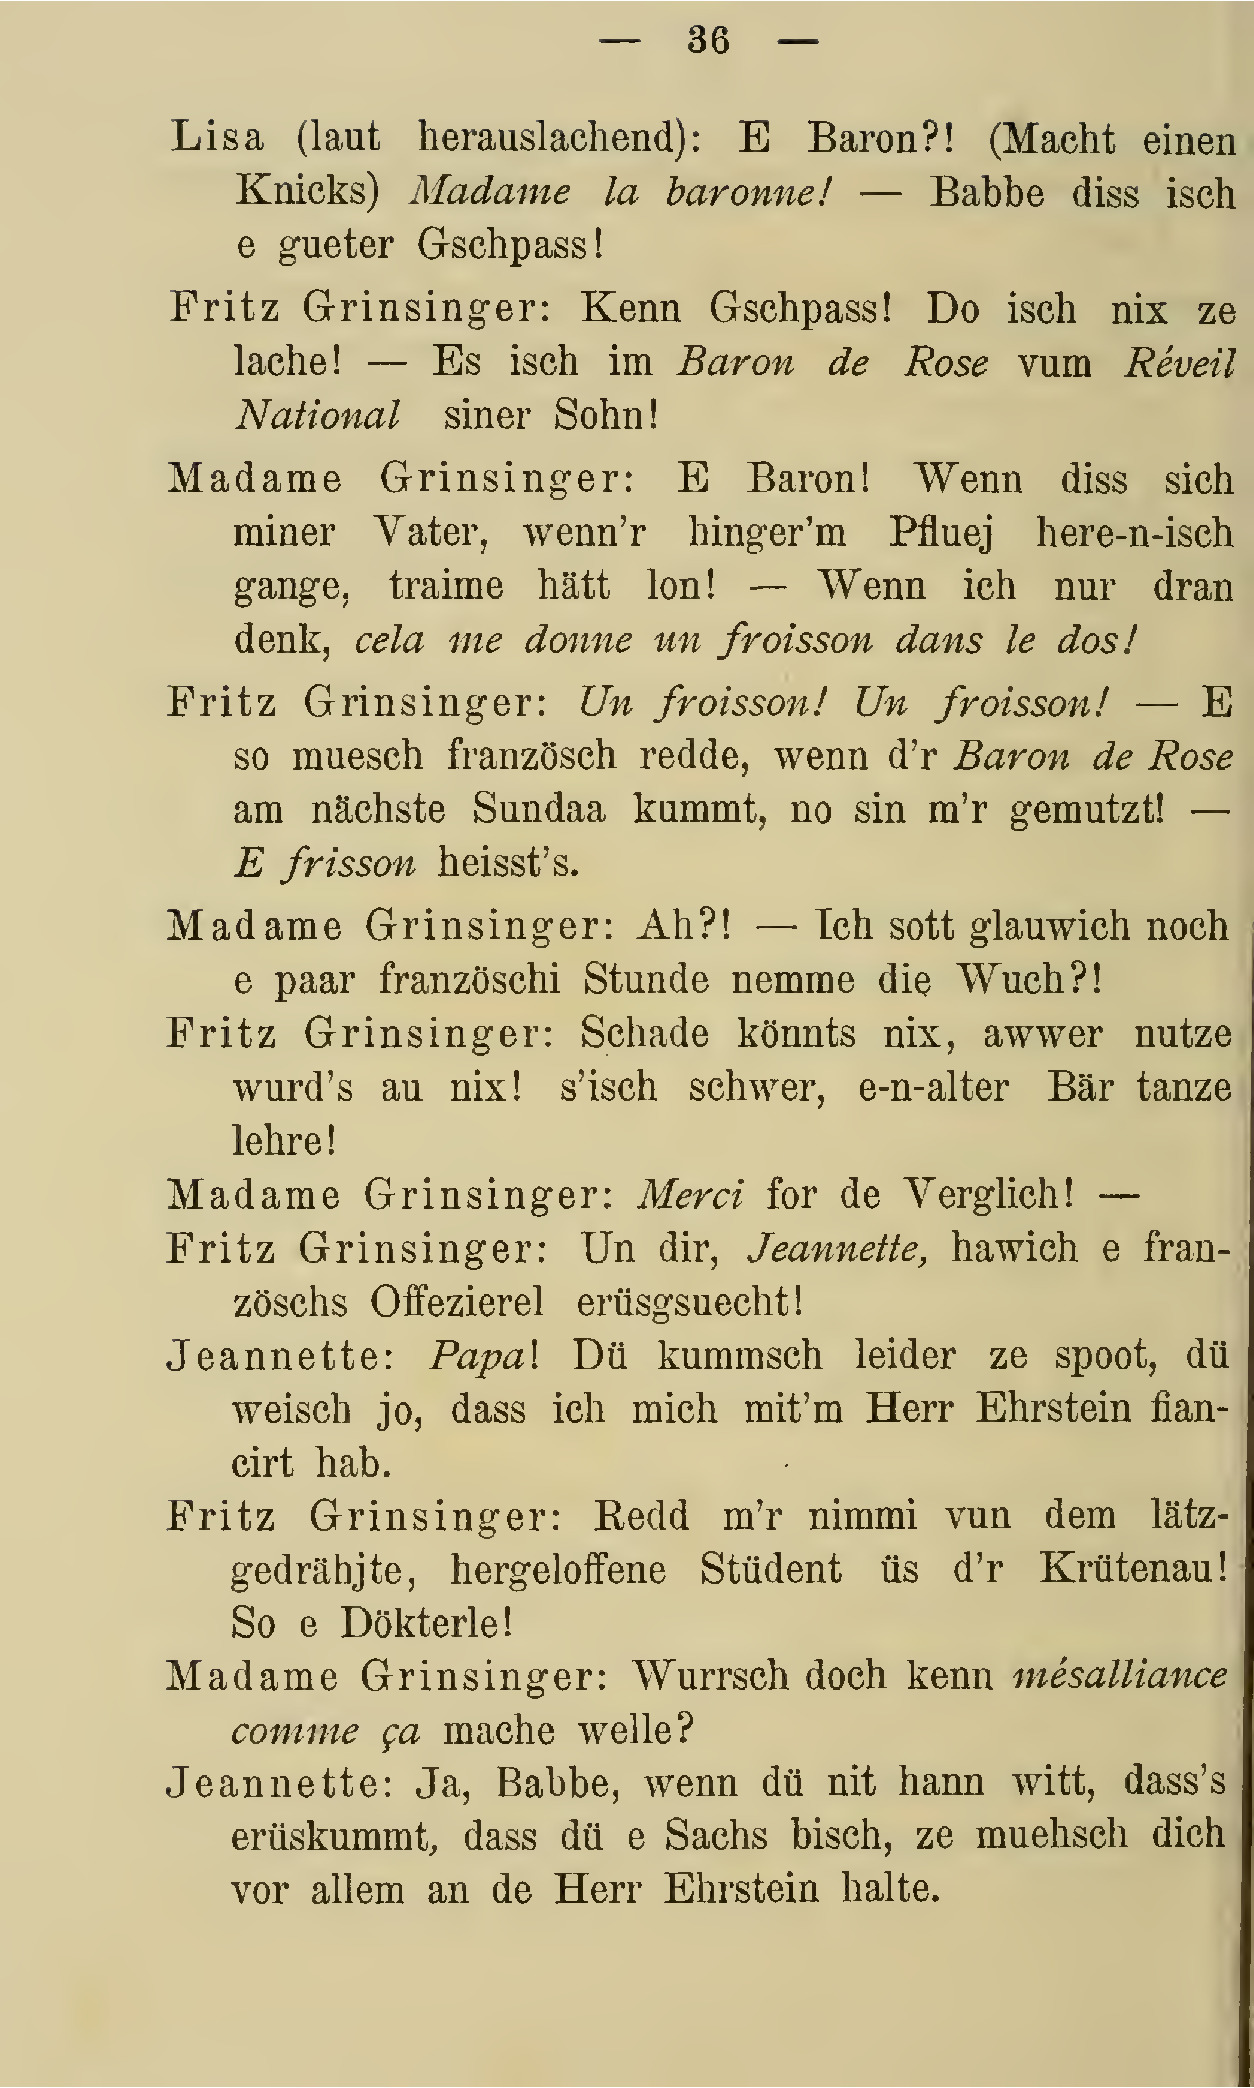 — 36 —
Lisa (laut herauslachend): E Baron?! (Macht einen
Knicks) Madame la baronne! — Babbe diss isch
e gueter Gschpass!
Fritz Grinsinger: Kenn Gschpass! Do isch nix ze
lache! — Es isch im Baron de Rose vum Réveil
National siner Sohn!
Madame Grinsinger: E Baron! Wenn diss sich
miner Vater, wenn'r hinger'm Pfluej here-n-isch
gange, traime hätt lon! — Wenn ich nur dran
denk, cela me donne un froisson dans le dos!
Fritz Grinsinger: Un froisson! Un froisson! — E
so muesch französch redde, wenn d'r Baron de Rose
am nächste Sundaa kummt, no sin m'r gemutzt! —
E frisson heisst's.
Madame Grinsinger: Ah?! — Ich sott glauwich noch
e paar französchi Stunde nemme die Wuch?!
Fritz Grinsinger: Schade könnts nix, awwer nutze
wurd's au nix! s'isch schwer, e-n-alter Bär tanze
lehre!
Madame Grinsinger: Merci for de Verglich! —
Fritz Grinsinger: Un dir, Jeannette, hawich e fran-
zöschs Offezierel erüsgsuecht!
Jeannette: Papa! Dü kummsch leider ze spoot, dü
weisch jo, dass ich mich mit'm Herr Ehrstein fian-
cirt hab.
Fritz Grinsinger: Redd m'r nimmi vun dem lätz-
gedrähjte, hergeloffene Stüdent üs d'r Krütenau!
So e Dökterle!
Madame Grinsinger: Wurrsch doch kenn mésalliance
comme ça mache welle?
Jeannette: Ja, Babbe, wenn dü nit hann witt, dass's
erüskummt, dass dü e Sachs bisch, ze muehsch dich
vor allem an de Herr Ehrstein halte.